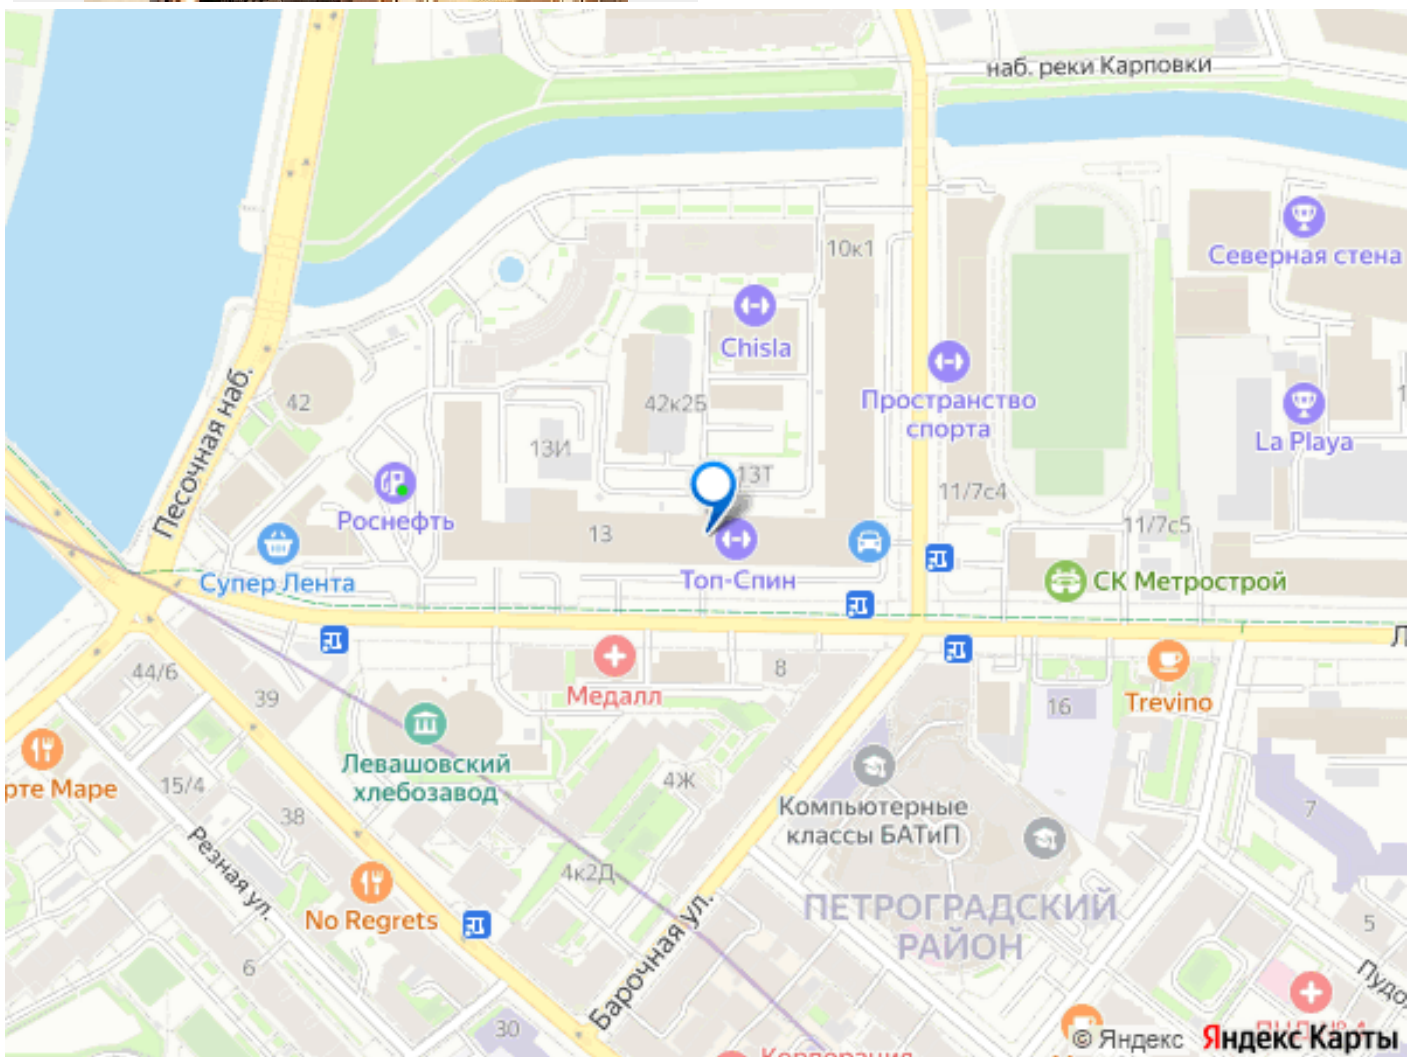 наб. реки Карповки
10к1
Северная стена
Chisla
Песочная наб.
42
42к2Б
Пространство
спорта
La Playa
13И
13Т
11/7с4
Роснефть
13
11/7с5
Супер Лента
Топ-Спин
СК Метрострой
44/6
Медалл
8
39
16
Trevino
Левашовский
хлебозавод
15/4
4Ж
Компьютерные
классы БАТиП
7
38
Резная ул.
4к2Д
No Regrets
Барочная ул.
ПЕТРОГРАДСКИЙ
РАЙОН
5
6
30
© Яндекс Яндекс Карты